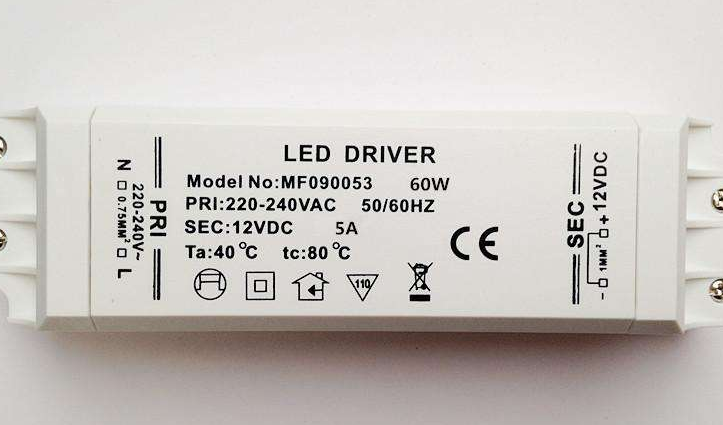 LED DRIVER
Model No:MF090053 60W
PRI:220-240VAC 50/60HZ
SEC:12VDC 5A
Ta:40°C tc:80°C
110
CE
PRI
220-240V~
N 0.75MM² L
SEC
+12VDC
- 1MM²